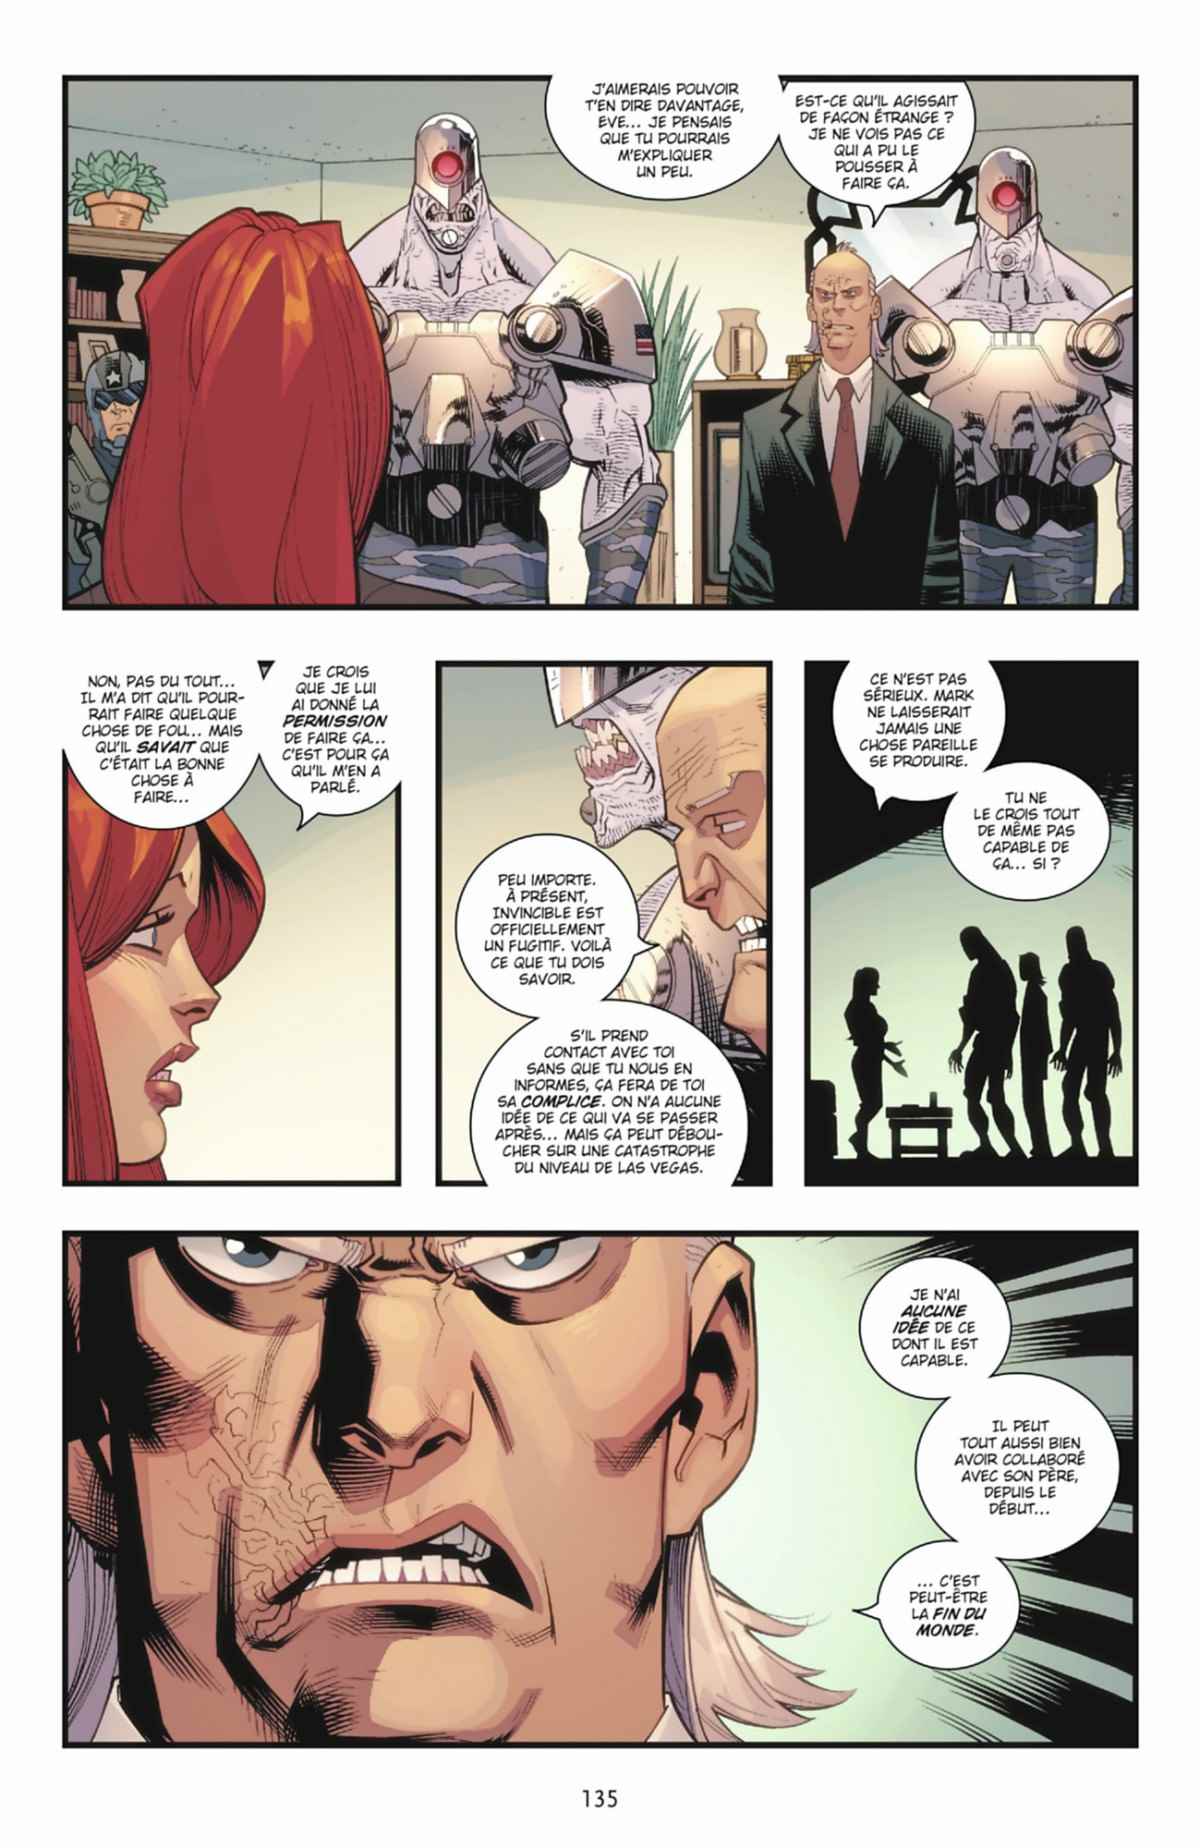 J'AIMERAIS POUVOIR
T'EN DIRE DAVANTAGE,
EVE... JE PENSAIS
QUE TU POURRAIS
M'EXPLIQUER
UN PEU.
EST-CE QU'IL AGISSAIT
DE FAÇON ÉTRANGE ?
JE NE VOIS PAS CE
QUI A PU LE
POUSSER À
FAIRE ÇA.
NON, PAS DU TOUT...
IL M'A DIT QU'IL POUR-
RAIT FAIRE QUELQUE
CHOSE DE FOU... MAIS
QU'IL SAVAIT QUE
C'ÉTAIT LA BONNE
CHOSE À
FAIRE...
JE CROIS
QUE JE LUI
AI DONNÉ LA
PERMISSION
DE FAIRE ÇA...
C'EST POUR ÇA
QU'IL M'EN A
PARLÉ.
PEU IMPORTE.
À PRÉSENT,
INVINCIBLE EST
OFFICIELLEMENT
UN FUGITIF. VOILÀ
CE QUE TU DOIS
SAVOIR.
S'IL PREND
CONTACT AVEC TOI
SANS QUE TU NOUS EN
INFORMES, ÇA FERA DE TOI
SA COMPLICE. ON N'A AUCUNE
IDÉE DE CE QUI VA SE PASSER
APRÈS... MAIS ÇA PEUT DÉBOU-
CHER SUR UNE CATASTROPHE
DU NIVEAU DE LAS VEGAS.
CE N'EST PAS
SÉRIEUX. MARK
NE LAISSERAIT
JAMAIS UNE
CHOSE PAREILLE
SE PRODUIRE.
TU NE
LE CROIS TOUT
DE MÊME PAS
CAPABLE DE
ÇA... SI ?
JE N'AI
AUCUNE
IDÉE DE CE
DONT IL EST
CAPABLE.
IL PEUT
TOUT AUSSI BIEN
AVOIR COLLABORÉ
AVEC SON PÈRE,
DEPUIS LE
DÉBUT...
... C'EST
PEUT-ÊTRE
LA FIN DU
MONDE.
135